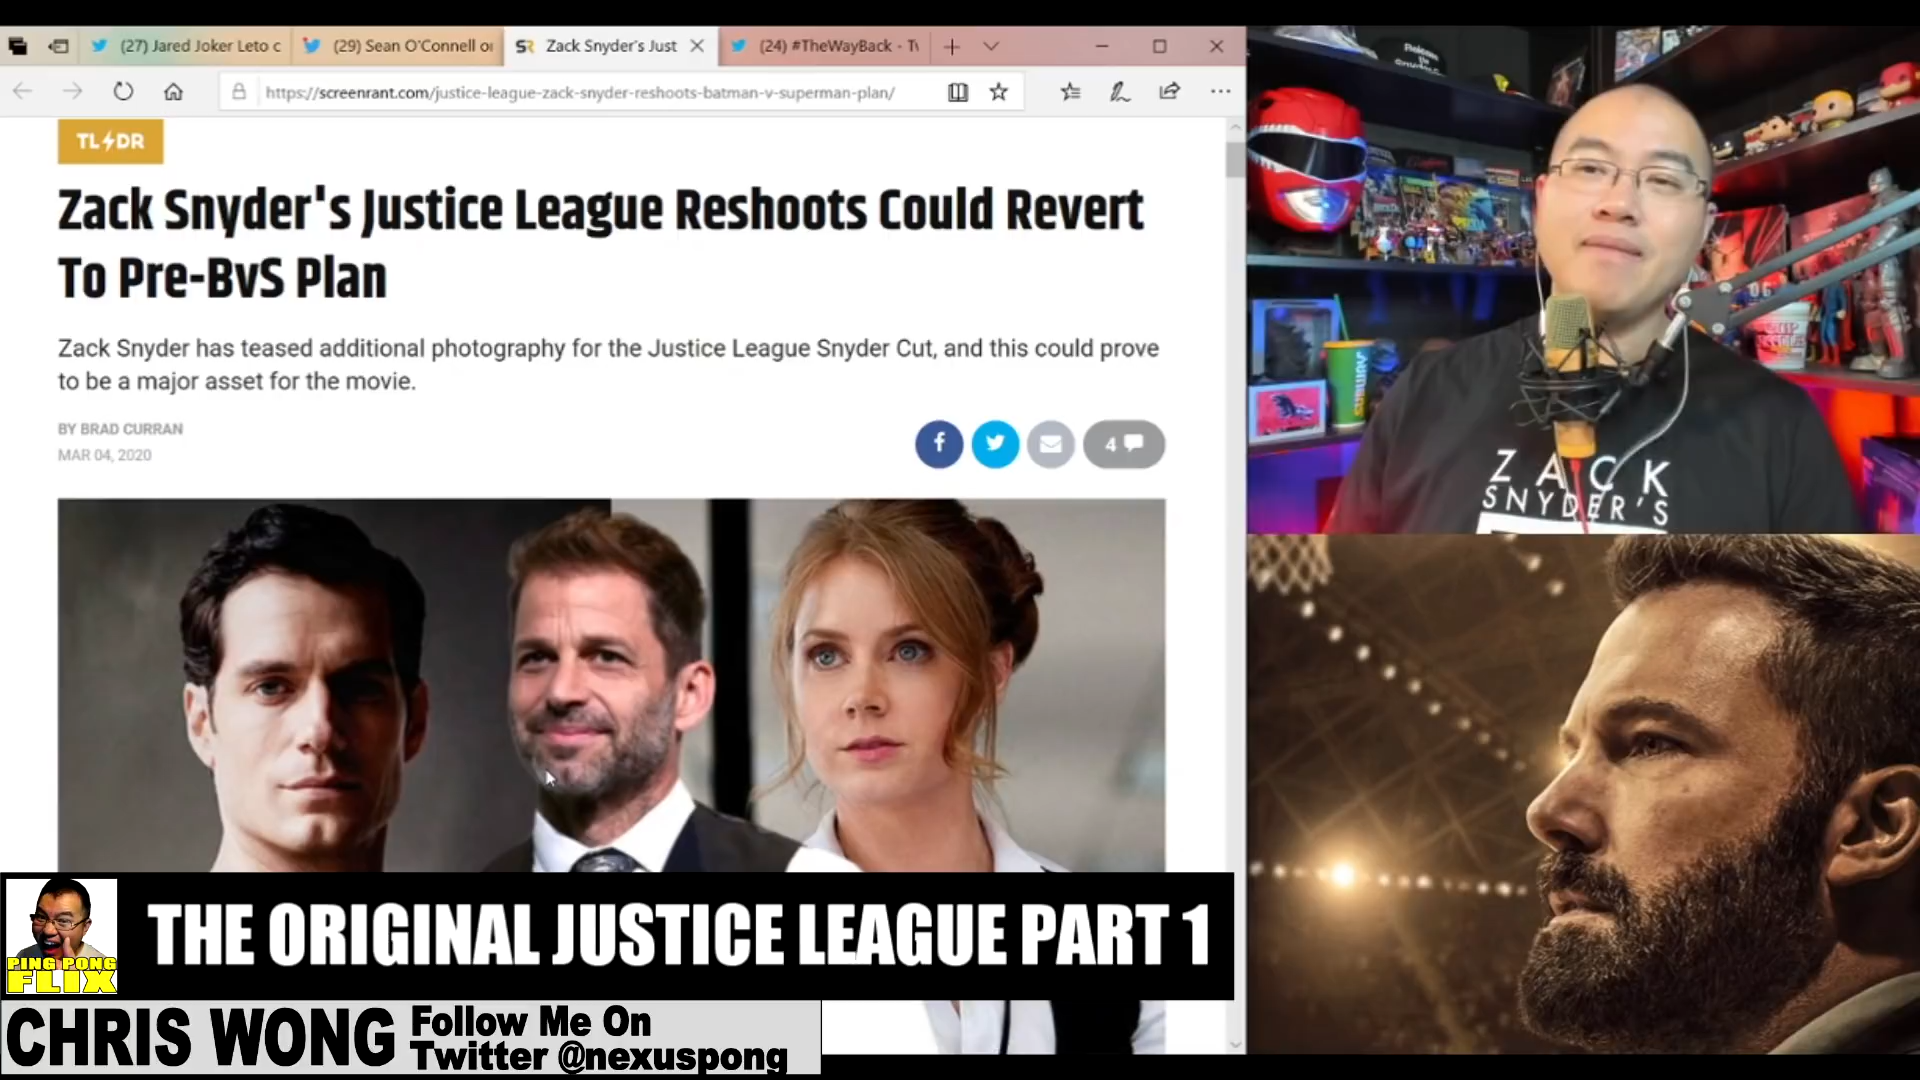 (27) Jared Joker Leto c
(29) Sean O'Connell or
SR Zack Snyder's Just
(24) #TheWayBack - Tw
https://screenrant.com/justice-league-zack-snyder-reshoots-batman-v-superman-plan/
TL DR
Zack Snyder's Justice League Reshoots Could Revert
To Pre-BvS Plan
Zack Snyder has teased additional photography for the Justice League Snyder Cut, and this could prove
to be a major asset for the movie.
BY BRAD CURRAN
MAR 04, 2020
4
SUBWAY
ZACK
SNYDER'S
PING PONG
FLIX
THE ORIGINAL JUSTICE LEAGUE PART 1
CHRIS WONG
Follow Me On
Twitter @nexuspong